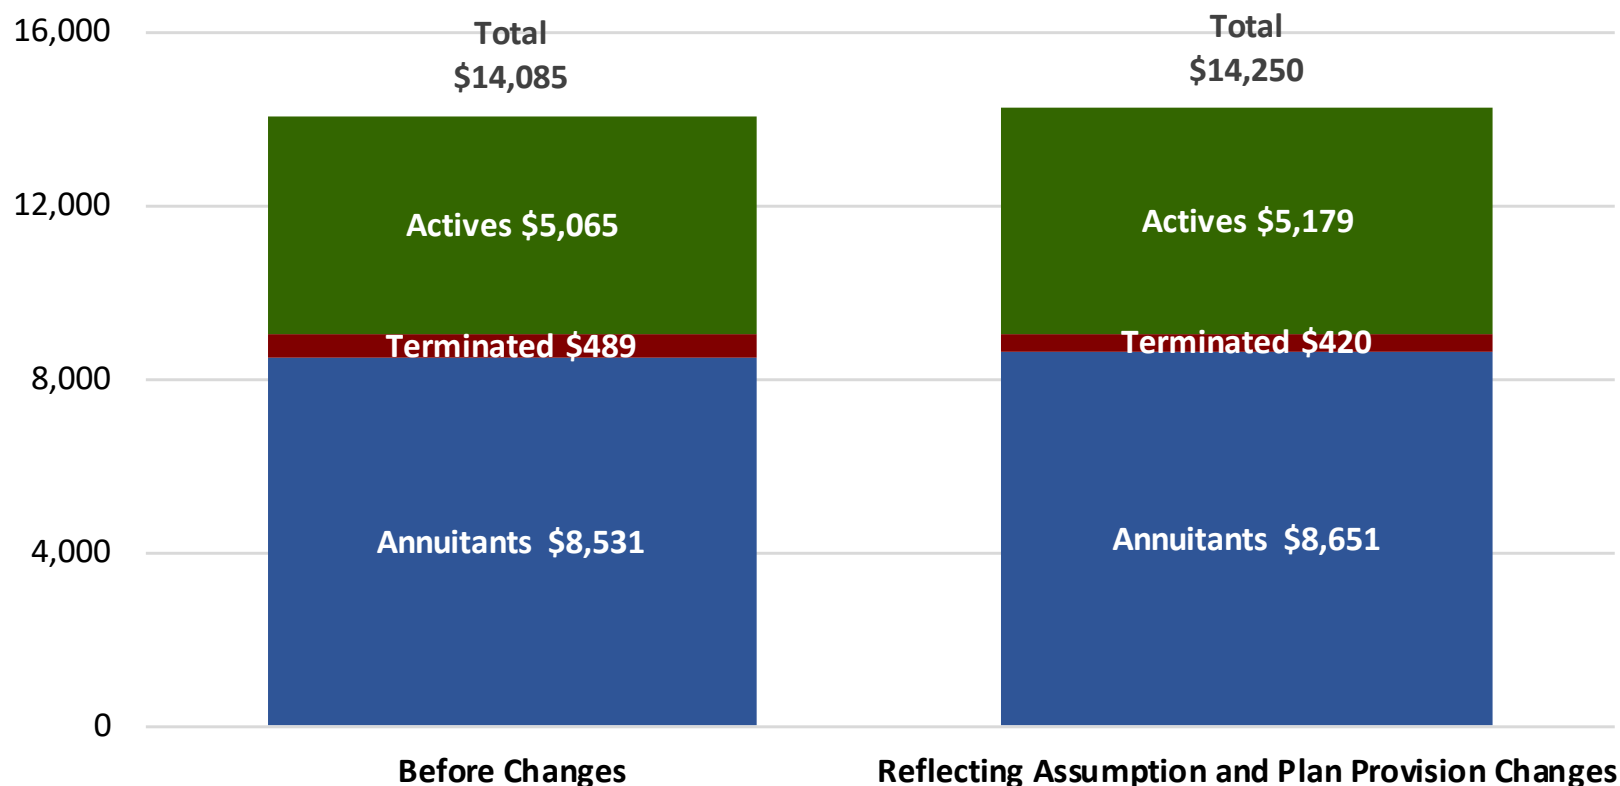 16,000
12,000
8,000
4,000
0
Total
$14,085
Actives $5,065
Terminated $489
Annuitants $8,531
Before Changes
Total
$14,250
Actives $5,179
Terminated $420
Annuitants $8,651
Reflecting Assumption and Plan Provision Changes